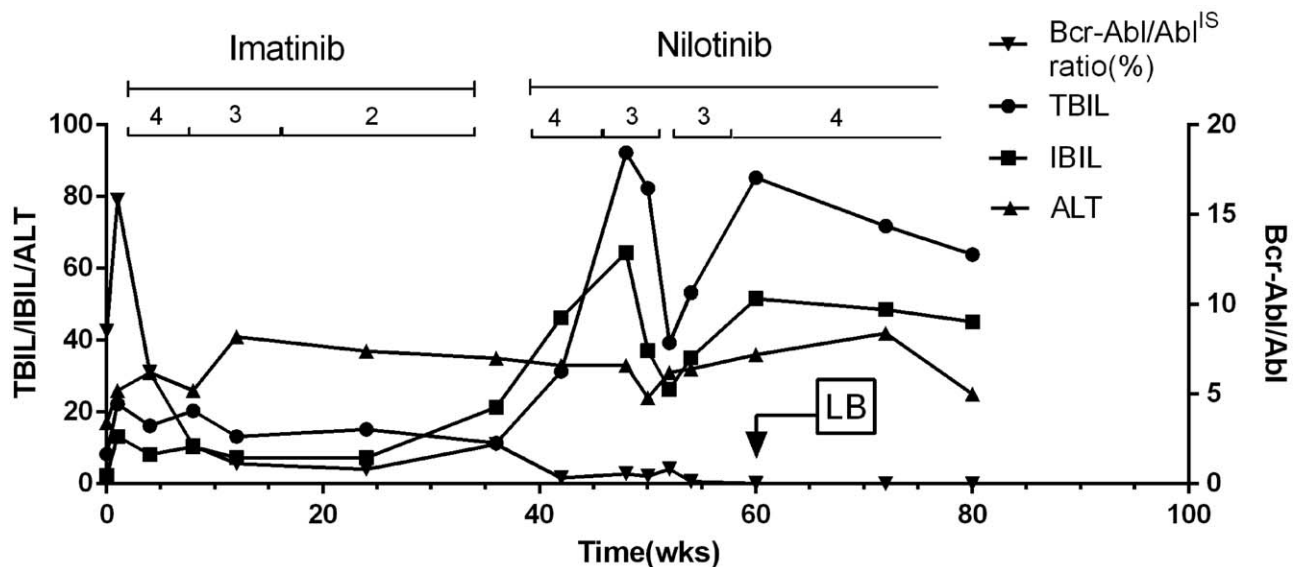 Imatinib
Nilotinib
4 3 2
4 3 3 4
Bcr-Abl/Abl^IS
ratio(%)
TBIL
IBIL
ALT
TBIL/IBIL/ALT
100
80
60
40
20
0
LB
20
15
10
5
0
Bcr-Abl/Abl
0 20 40 60 80 100
Time(wks)